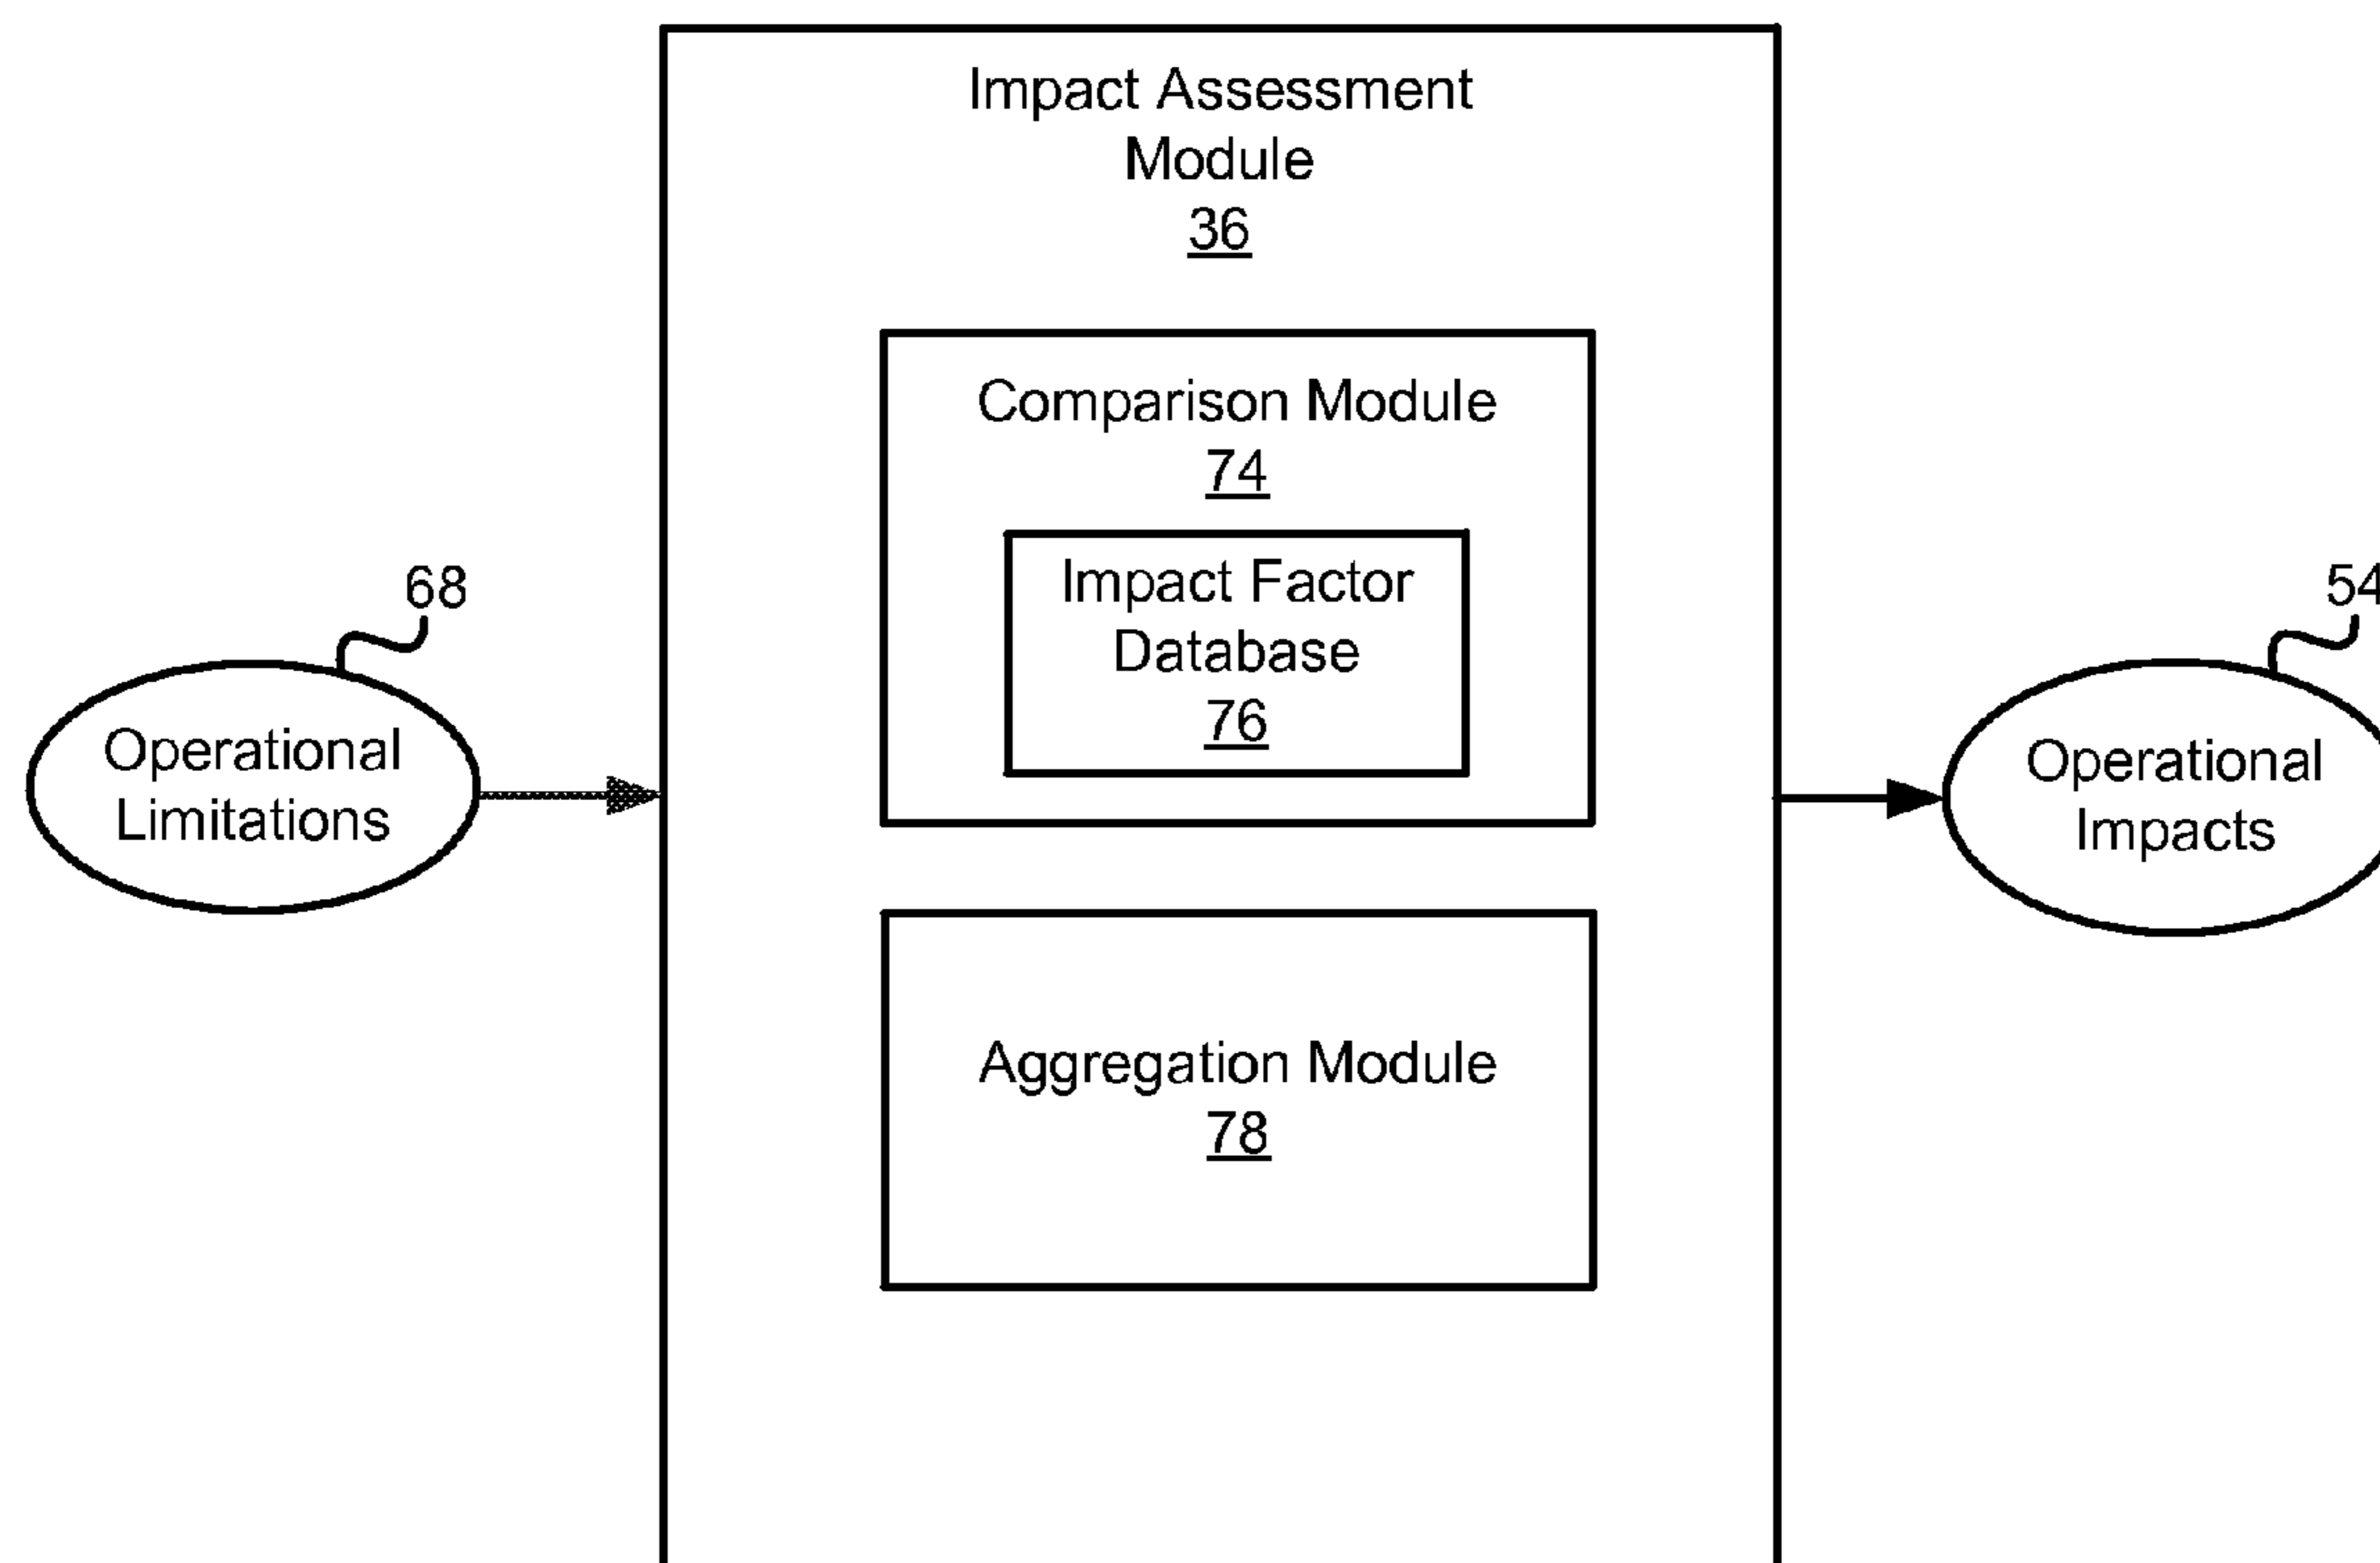 Impact Assessment
Module
36
Comparison Module
74
Impact Factor
Database
76
68
Operational
Limitations
54
Operational
Impacts
Aggregation Module
78